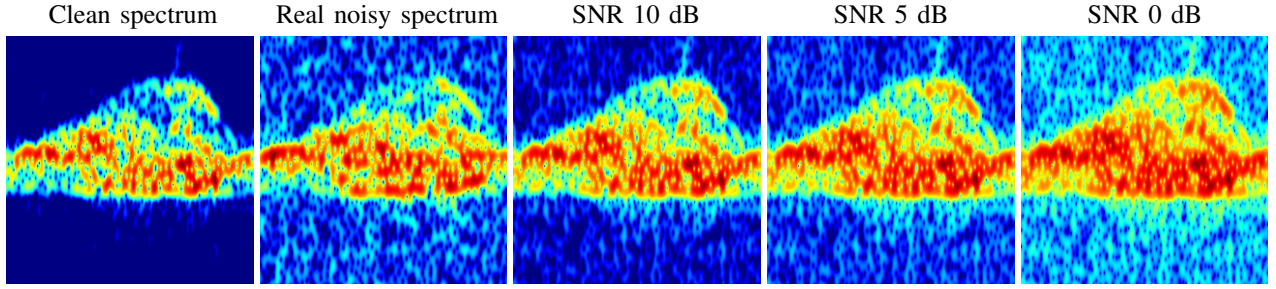 Clean spectrum
Real noisy spectrum
SNR 10 dB
SNR 5 dB
SNR 0 dB